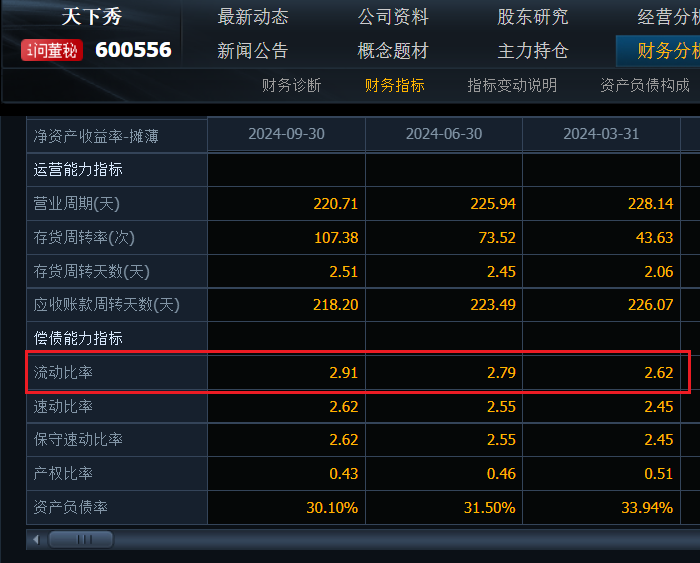 天下秀 最新动态 公司资料 股东研究 经营分析
i问董秘 600556 新闻公告 概念题材 主力持仓 财务分析
财务诊断 财务指标 指标变动说明 资产负债构成
净资产收益率-摊薄 2024-09-30 2024-06-30 2024-03-31
运营能力指标
营业周期(天) 220.71 225.94 228.14
存货周转率(次) 107.38 73.52 43.63
存货周转天数(天) 2.51 2.45 2.06
应收账款周转天数(天) 218.20 223.49 226.07
偿债能力指标
流动比率 2.91 2.79 2.62
速动比率 2.62 2.55 2.45
保守速动比率 2.62 2.55 2.45
产权比率 0.43 0.46 0.51
资产负债率 30.10% 31.50% 33.94%